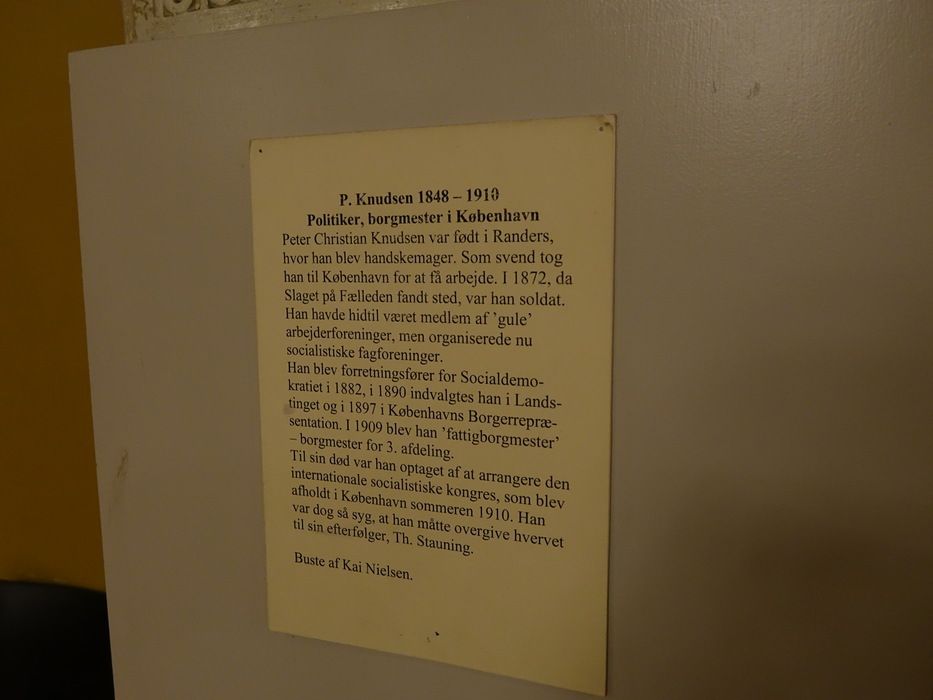 P. Knudsen 1848 – 1910
Politiker, borgmester i København
Peter Christian Knudsen var født i Randers,
hvor han blev handskemager. Som svend tog
han til København for at få arbejde. I 1872, da
Slaget på Fælleden fandt sted, var han soldat.
Han havde hidtil været medlem af ’gule’
arbejderforeninger, men organiserede nu
socialistiske fagforeninger.
Han blev forretningsfører for Socialdemo-
kratiet i 1882, i 1890 indvalgtes han i Lands-
tinget og i 1897 i Københavns Borgerrepræ-
sentation. I 1909 blev han ’fattigborgmester’
– borgmester for 3. afdeling.
Til sin død var han optaget af at arrangere den
internationale socialistiske kongres, som blev
afholdt i København sommeren 1910. Han
var dog så syg, at han måtte overgive hvervet
til sin efterfølger, Th. Stauning.
Buste af Kai Nielsen.